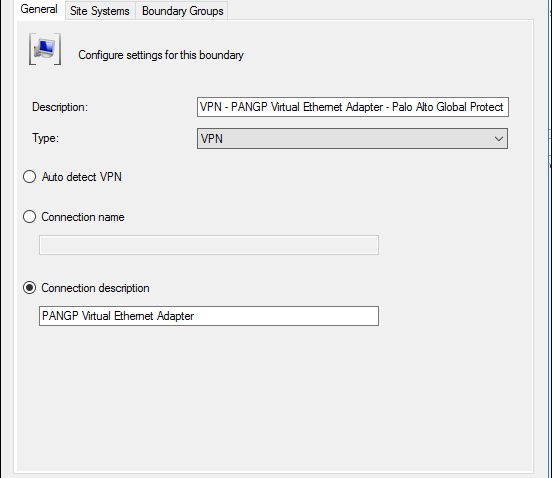 General
Site Systems
Boundary Groups
Configure settings for this boundary
Description:
VPN - PANGP Virtual Ethernet Adapter - Palo Alto Global Protect
Type:
VPN
Auto detect VPN
Connection name
Connection description
PANGP Virtual Ethernet Adapter